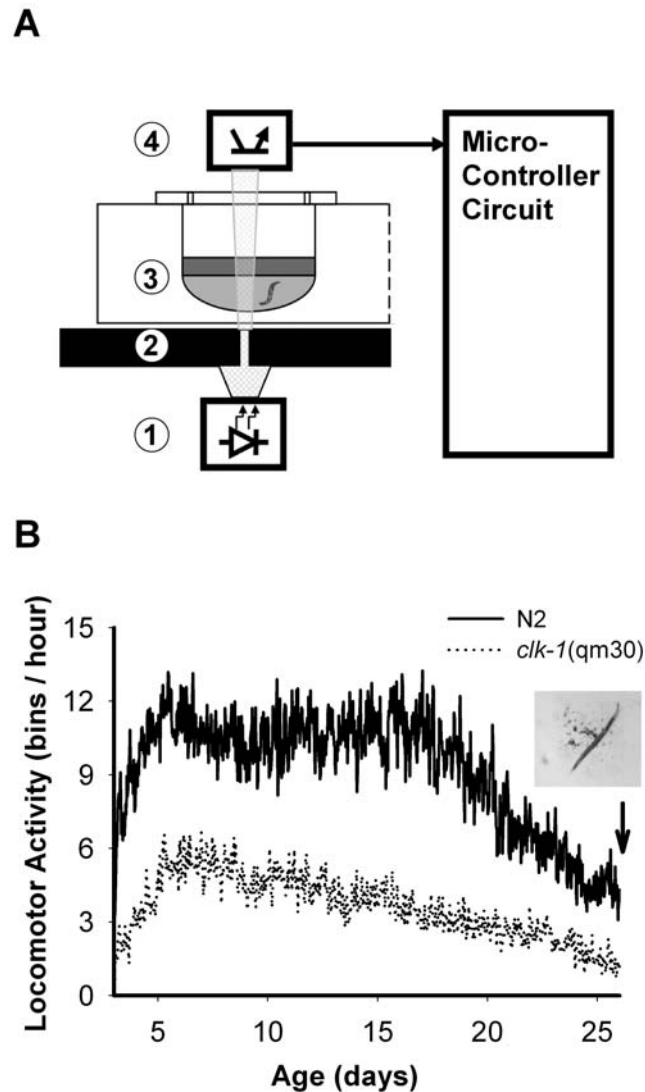 A
④
Micro-
Controller
Circuit
③
②
①
B
N2
clk-1(qm30)
Locomotor Activity (bins / hour)
15
12
9
6
3
0
5 10 15 20 25
Age (days)